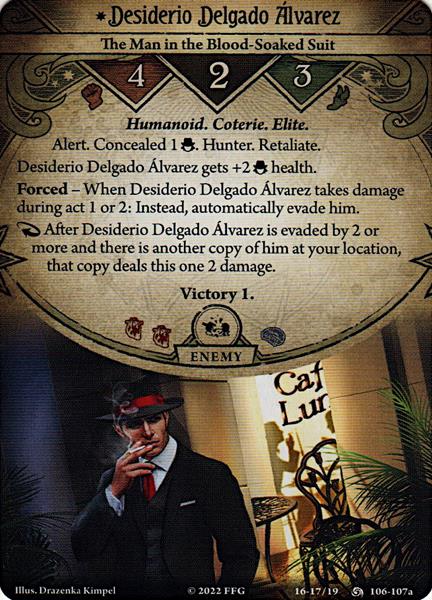 Desiderio Delgado Álvarez
The Man in the Blood-Soaked Suit
4 2 3
Humanoid. Coterie. Elite.
Alert. Concealed 1. Hunter. Retaliate.
Desiderio Delgado Álvarez gets +2 health.
Forced – When Desiderio Delgado Álvarez takes damage
during act 1 or 2: Instead, automatically evade him.
After Desiderio Delgado Álvarez is evaded by 2 or
more and there is another copy of him at your location,
that copy deals this one 2 damage.
Victory 1.
ENEMY
Caf
Lun
Illus. Drazenka Kimpel © 2022 FFG 16-17/19 106-107a